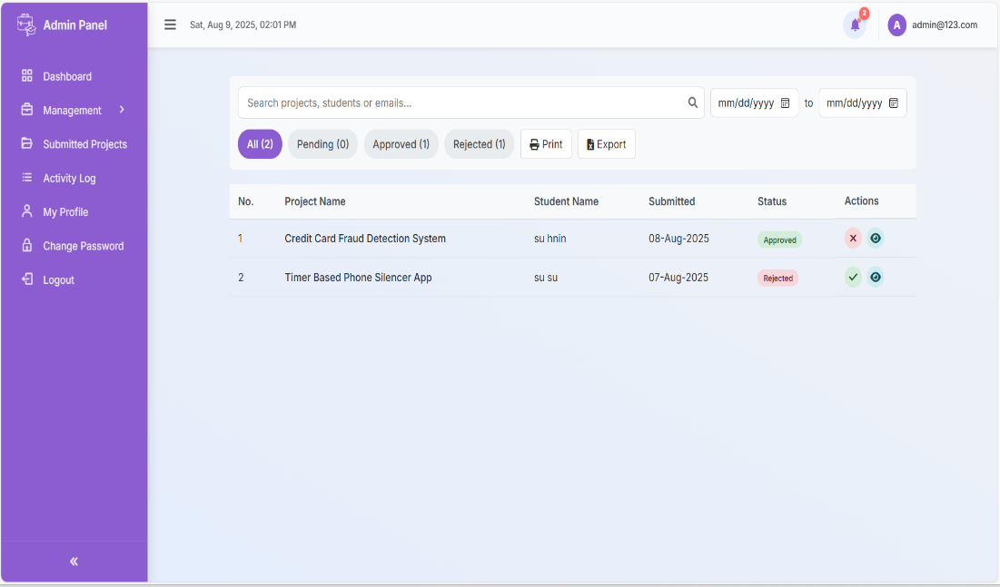 Admin Panel
Sat, Aug 9, 2025, 02:01 PM
2
A
admin@123.com
Dashboard
Management
Submitted Projects
Activity Log
My Profile
Change Password
Logout
Search projects, students or emails...
mm/dd/yyyy to mm/dd/yyyy
All (2) Pending (0) Approved (1) Rejected (1) Print Export
No. Project Name Student Name Submitted Status Actions
1 Credit Card Fraud Detection System su hnin 08-Aug-2025 Approved
2 Timer Based Phone Silencer App su su 07-Aug-2025 Rejected